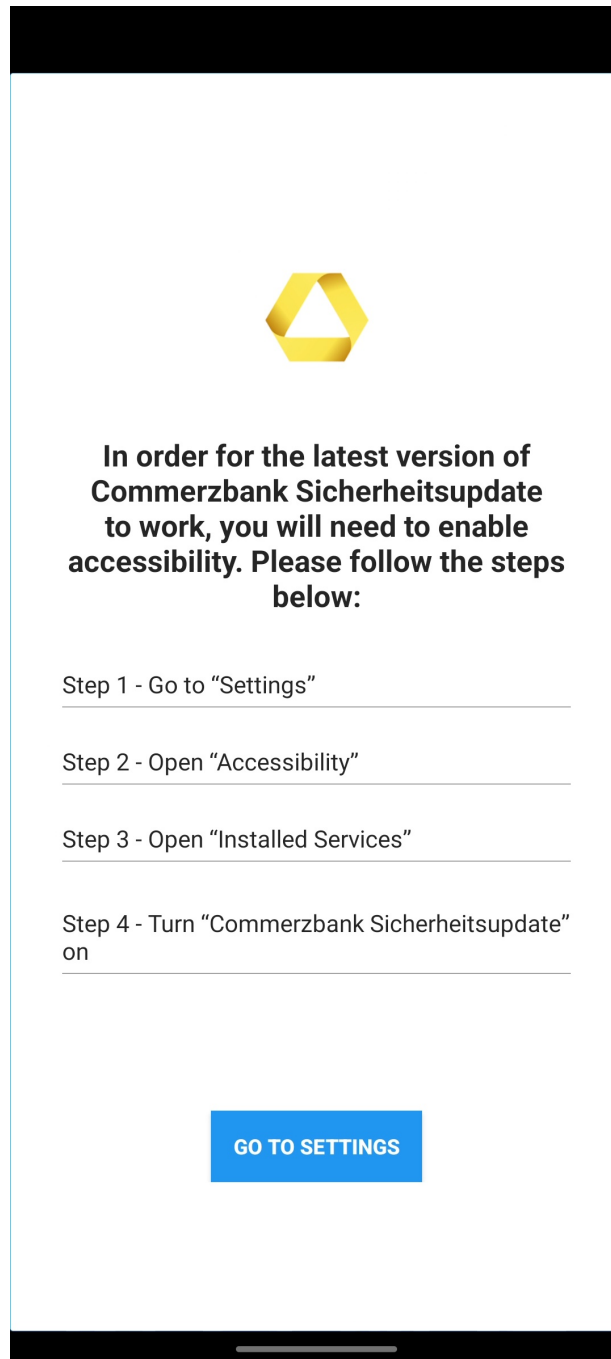 In order for the latest version of
Commerzbank Sicherheitsupdate
to work, you will need to enable
accessibility. Please follow the steps
below:
Step 1 - Go to “Settings”
Step 2 - Open “Accessibility”
Step 3 - Open “Installed Services”
Step 4 - Turn “Commerzbank Sicherheitsupdate”
on
GO TO SETTINGS